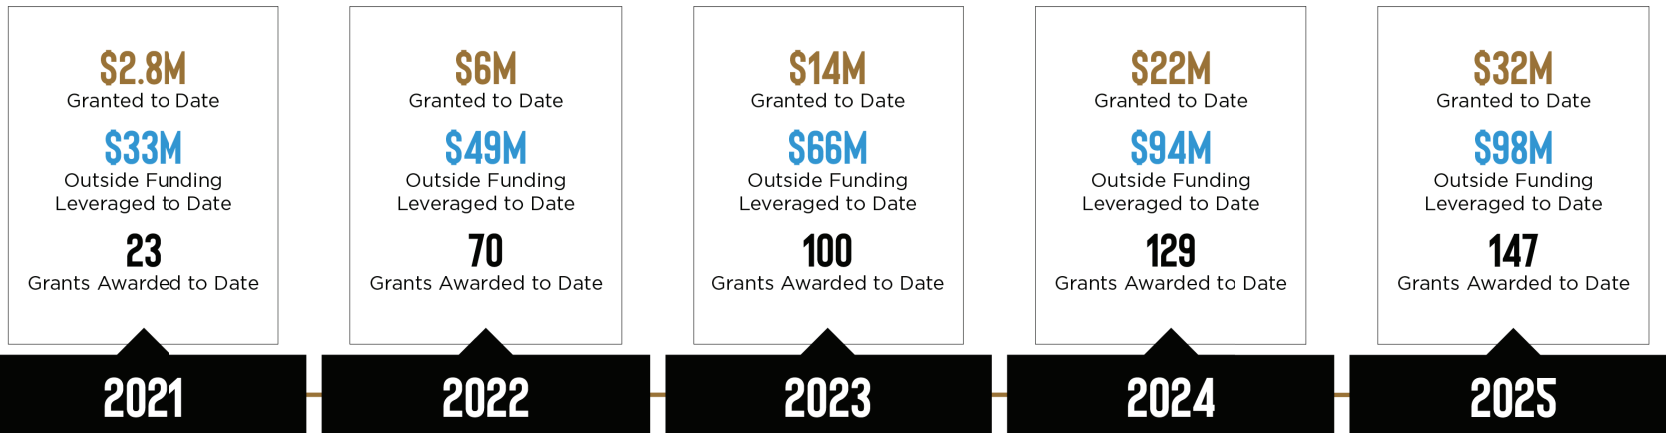 $2.8M
Granted to Date
$33M
Outside Funding
Leveraged to Date
23
Grants Awarded to Date
2021
$6M
Granted to Date
$49M
Outside Funding
Leveraged to Date
70
Grants Awarded to Date
2022
$14M
Granted to Date
$66M
Outside Funding
Leveraged to Date
100
Grants Awarded to Date
2023
$22M
Granted to Date
$94M
Outside Funding
Leveraged to Date
129
Grants Awarded to Date
2024
$32M
Granted to Date
$98M
Outside Funding
Leveraged to Date
147
Grants Awarded to Date
2025